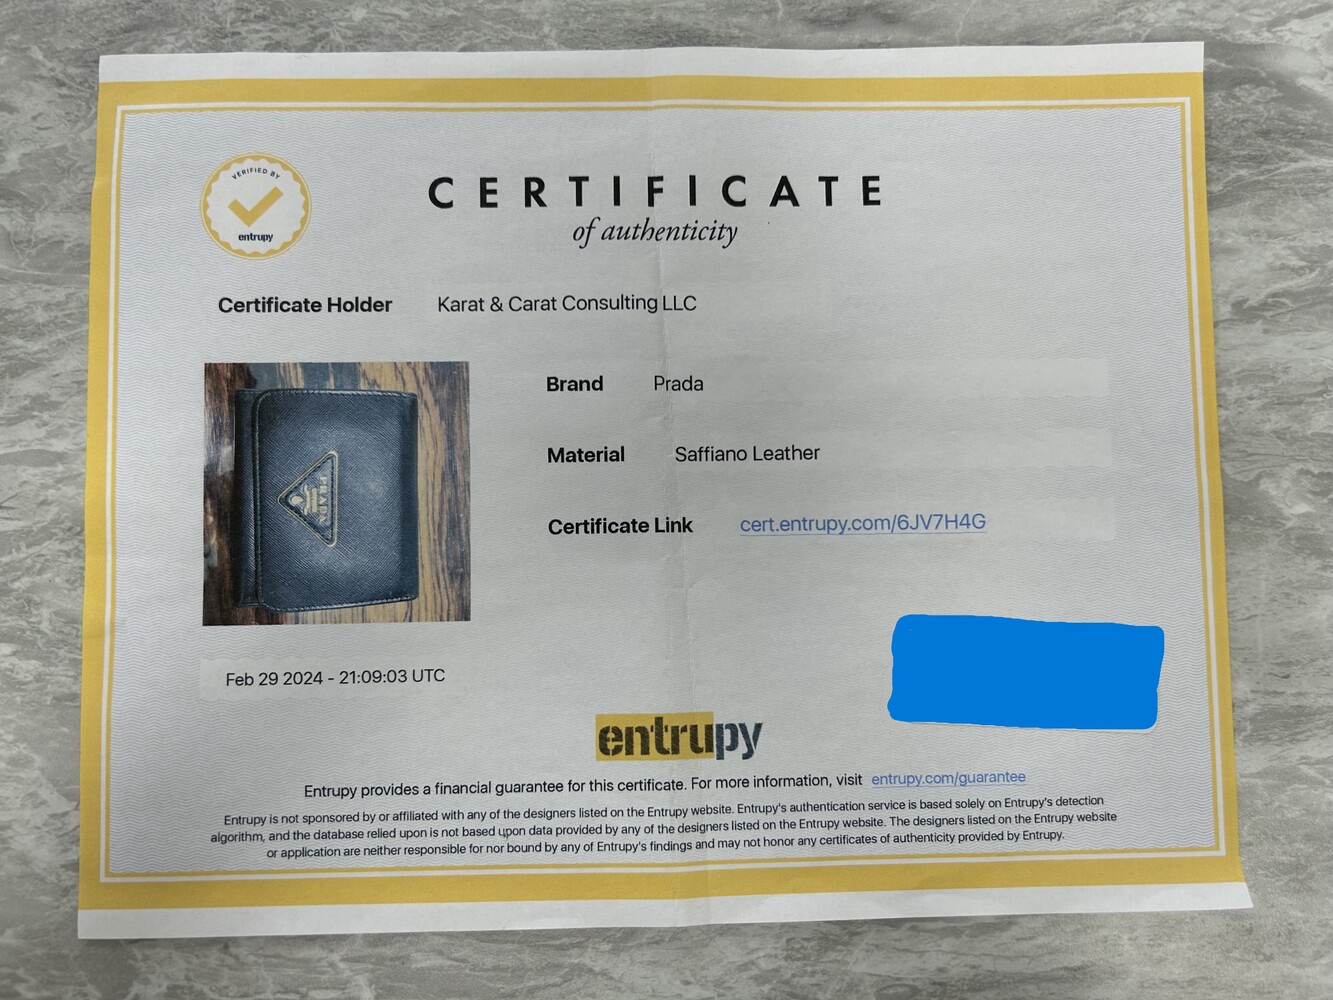 VERIFIED BY
entrupy
CERTIFICATE
of authenticity
Certificate Holder Karat & Carat Consulting LLC
Brand Prada
Material Saffiano Leather
Certificate Link cert.entrupy.com/6JV7H4G
PRADA
Feb 29 2024 - 21:09:03 UTC
entrupy
Entrupy provides a financial guarantee for this certificate. For more information, visit entrupy.com/guarantee
Entrupy is not sponsored by or affiliated with any of the designers listed on the Entrupy website. Entrupy's authentication service is based solely on Entrupy's detection
algorithm, and the database relied upon is not based upon data provided by any of the designers listed on the Entrupy website. The designers listed on the Entrupy website
or application are neither responsible for nor bound by any of Entrupy's findings and may not honor any certificates of authenticity provided by Entrupy.